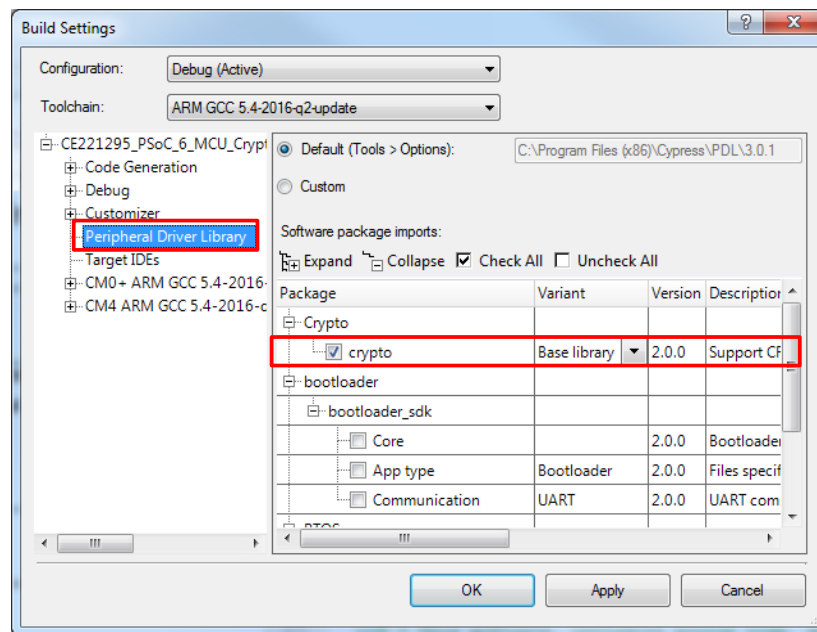 Build Settings
Configuration: Debug (Active)
Toolchain: ARM GCC 5.4-2016-q2-update
CE221295_PSoC_6_MCU_Crypt
Code Generation
Debug
Customizer
Peripheral Driver Library
Target IDEs
CM0+ ARM GCC 5.4-2016-
CM4 ARM GCC 5.4-2016-c
Default (Tools > Options): C:\Program Files (x86)\Cypress\PDL\3.0.1
Custom
Software package imports:
Expand Collapse Check All Uncheck All
Package Variant Version Description
Crypto
crypto Base library 2.0.0 Support CF
bootloader
bootloader_sdk
Core 2.0.0 Bootloader
App type Bootloader 2.0.0 Files specif
Communication UART 2.0.0 UART com
RTOS
OK Apply Cancel